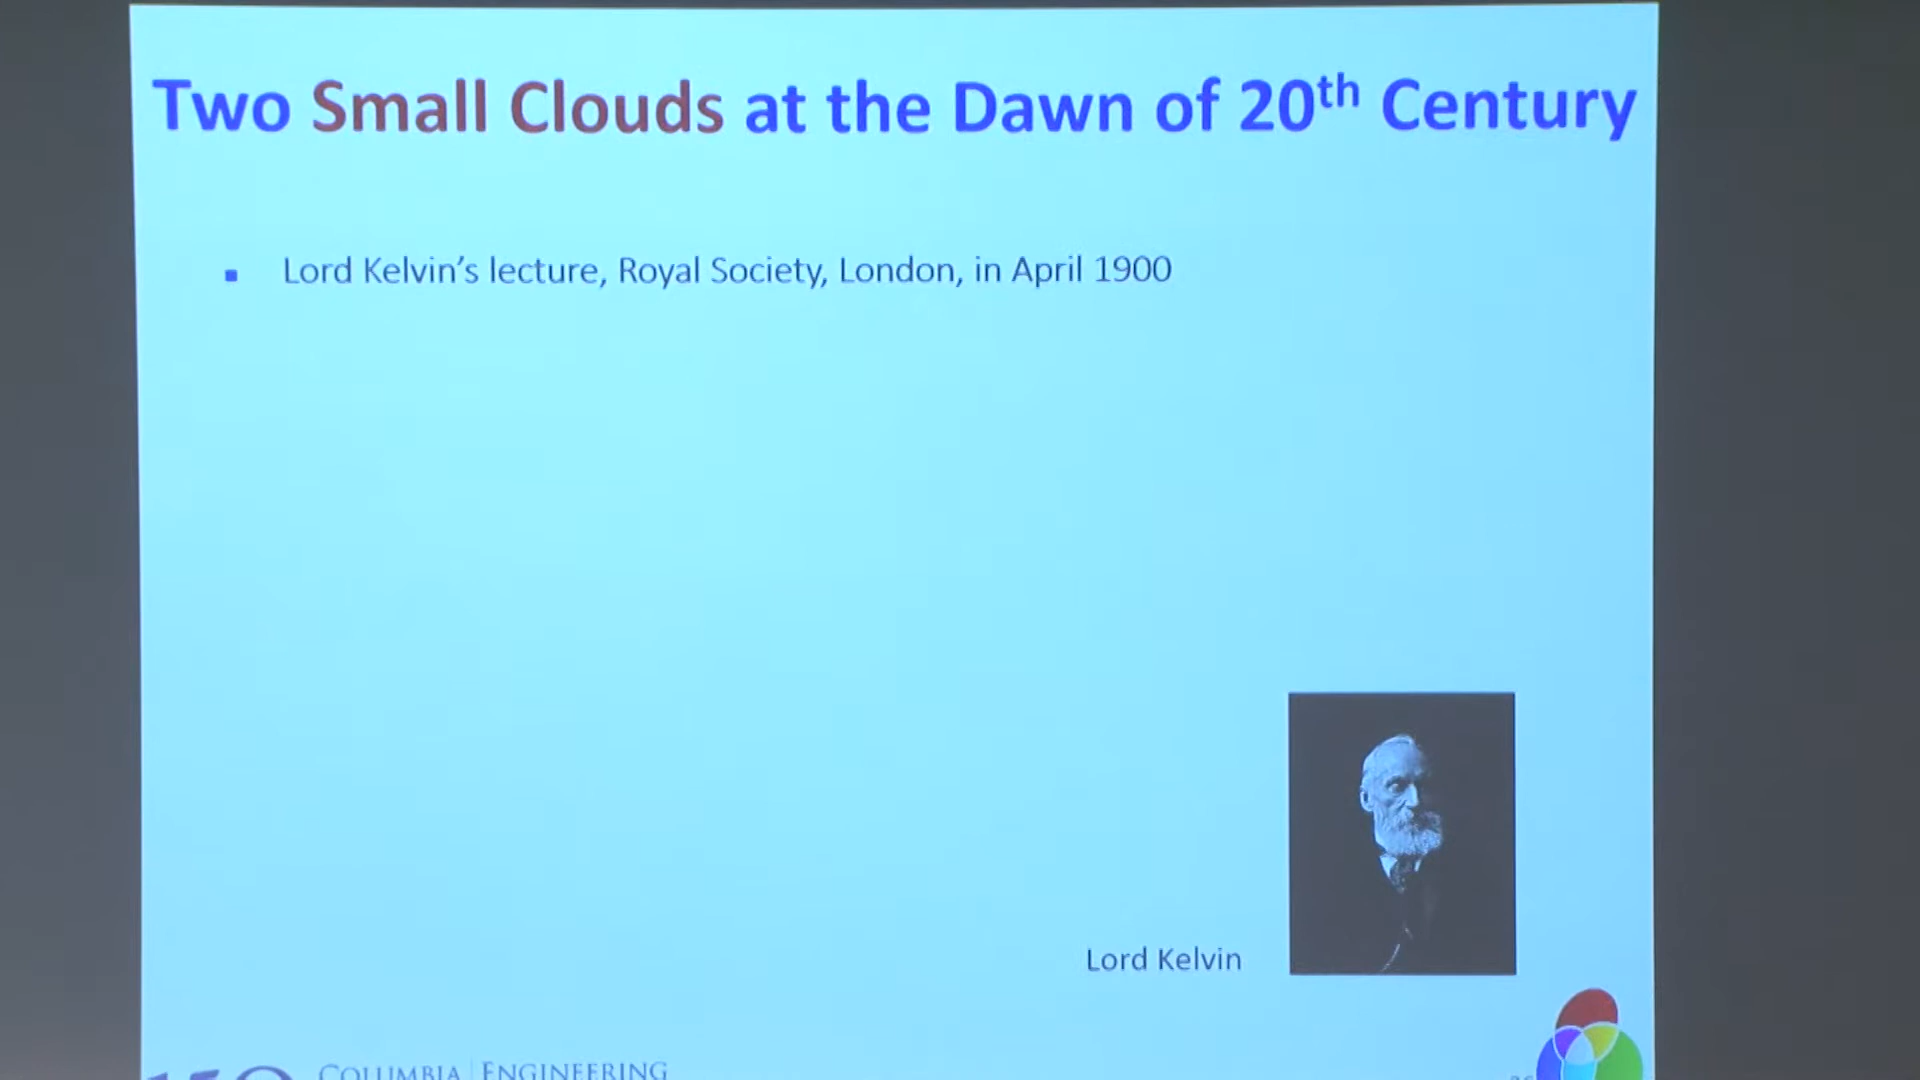 Two Small Clouds at the Dawn of 20th Century
▪ Lord Kelvin’s lecture, Royal Society, London, in April 1900
Lord Kelvin
COLUMBIA | ENGINEERING